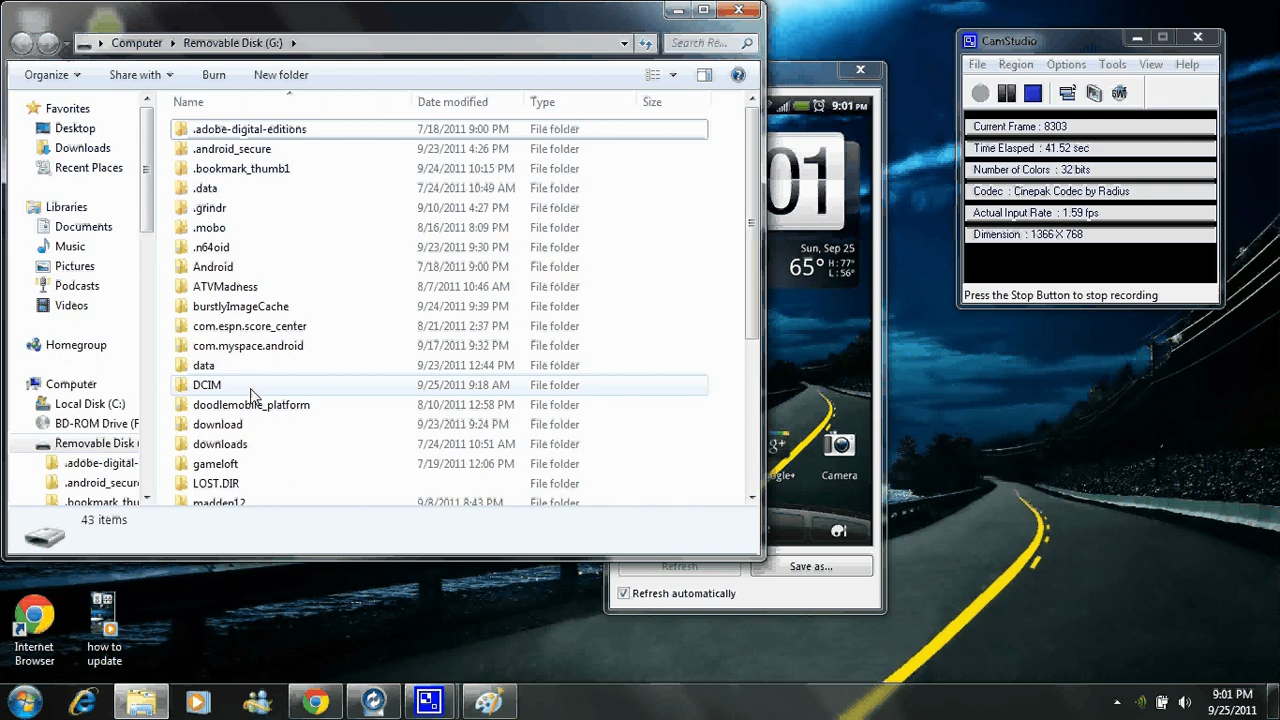 Computer ▸ Removable Disk (G:) ▸
Search Re...
Organize
Share with
Burn
New folder
Name
Date modified
Type
Size
Favorites
Desktop
Downloads
Recent Places
Libraries
Documents
Music
Pictures
Podcasts
Videos
Homegroup
Computer
Local Disk (C:)
BD-ROM Drive (F
Removable Disk (
.adobe-digital-
.android_secure
.bookmark_thu
.adobe-digital-editions 7/18/2011 9:00 PM File folder
.android_secure 9/23/2011 4:26 PM File folder
.bookmark_thumb1 9/24/2011 10:15 PM File folder
.data 7/24/2011 10:49 AM File folder
.grindr 9/10/2011 4:27 PM File folder
.mobo 8/16/2011 8:09 PM File folder
.n64oid 9/23/2011 9:30 PM File folder
Android 7/18/2011 9:00 PM File folder
ATVMadness 8/7/2011 10:46 AM File folder
burstlyImageCache 9/24/2011 9:39 PM File folder
com.espn.score_center 8/21/2011 2:37 PM File folder
com.myspace.android 9/17/2011 9:32 PM File folder
data 9/23/2011 12:44 PM File folder
DCIM 9/25/2011 9:18 AM File folder
doodlemobile_platform 8/10/2011 12:58 PM File folder
download 9/23/2011 9:24 PM File folder
downloads 7/24/2011 10:51 AM File folder
gameloft 7/19/2011 12:06 PM File folder
LOST.DIR 7/18/2011 9:00 PM File folder
madden12 9/8/2011 8:43 PM File folder
43 items
9:01 PM
01
Sun, Sep 25
65° H: 77°
L: 56°
Camera
Refresh
Save as...
Refresh automatically
CamStudio
File Region Options Tools View Help
Current Frame : 8303
Time Elasped : 41.52 sec
Number of Colors : 32 bits
Codec : Cinepak Codec by Radius
Actual Input Rate : 1.59 fps
Dimension : 1366 X 768
Press the Stop Button to stop recording
Internet
Browser
how to
update
9:01 PM
9/25/2011